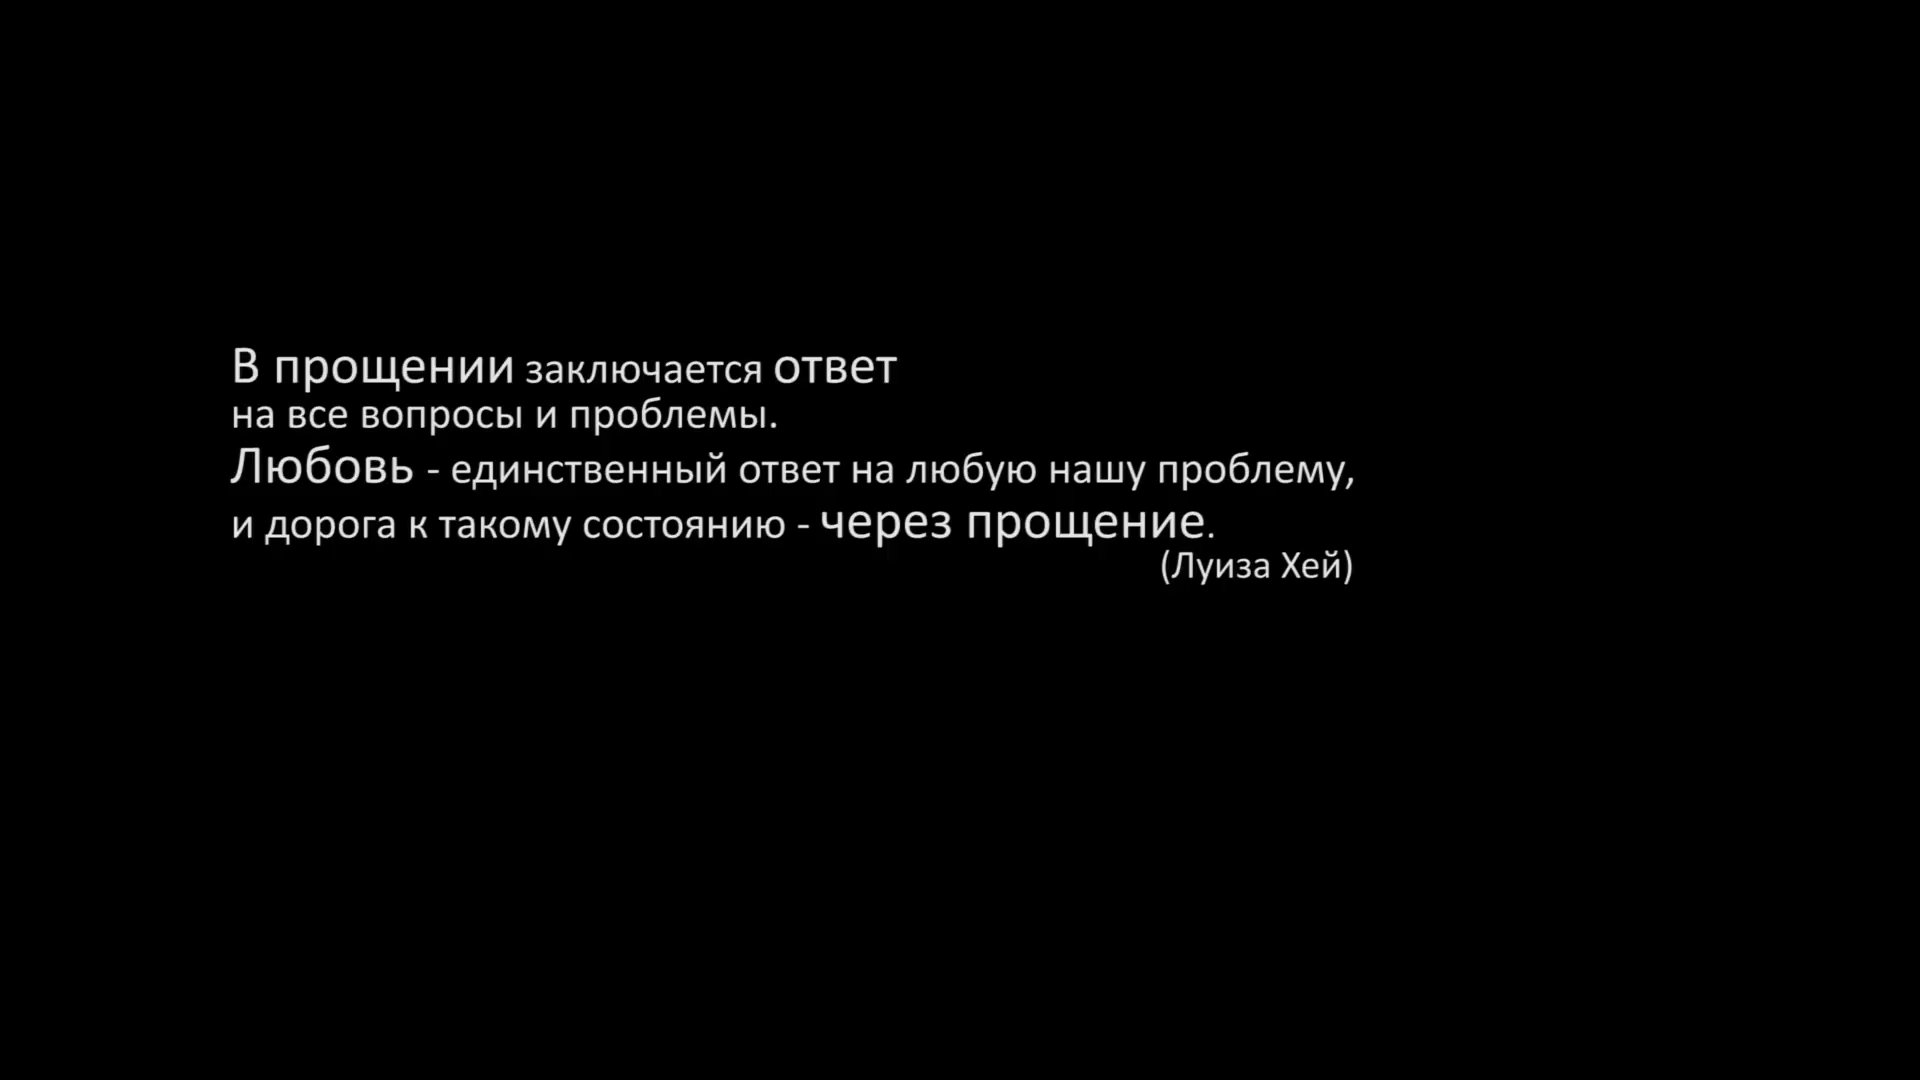 В прощении заключается ответ
на все вопросы и проблемы.
Любовь - единственный ответ на любую нашу проблему,
и дорога к такому состоянию - через прощение.
(Луиза Хей)